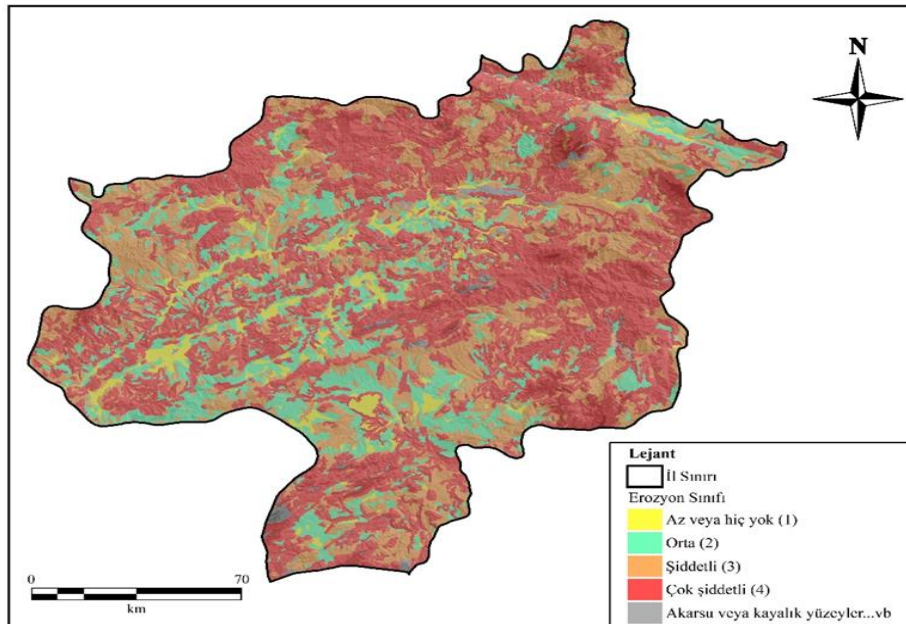 N
Lejant
İl Sınırı
Erozyon Sınıfı
Az veya hiç yok (1)
Orta (2)
Şiddetli (3)
Çok şiddetli (4)
Akarsu veya kayalık yüzeyler...vb
0 70
km